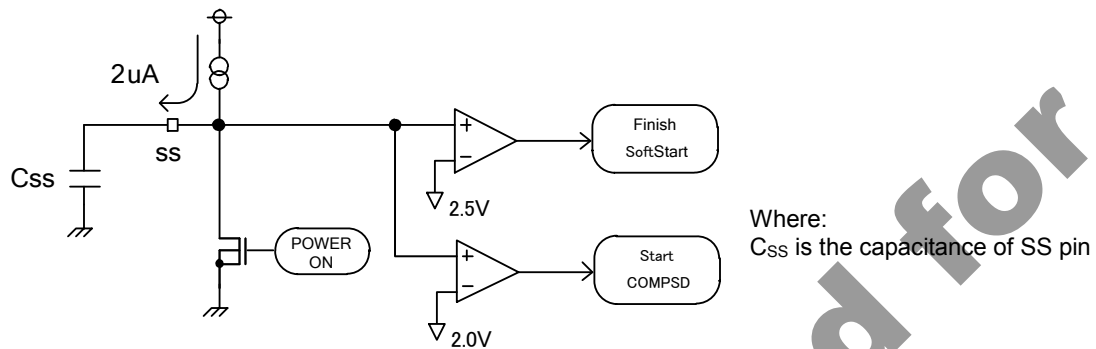 2uA
ss
Css
POWER
ON
2.5V
2.0V
Finish
SoftStart
Start
COMPSD
+
−
+
−
Where:
CSS is the capacitance of SS pin
d for